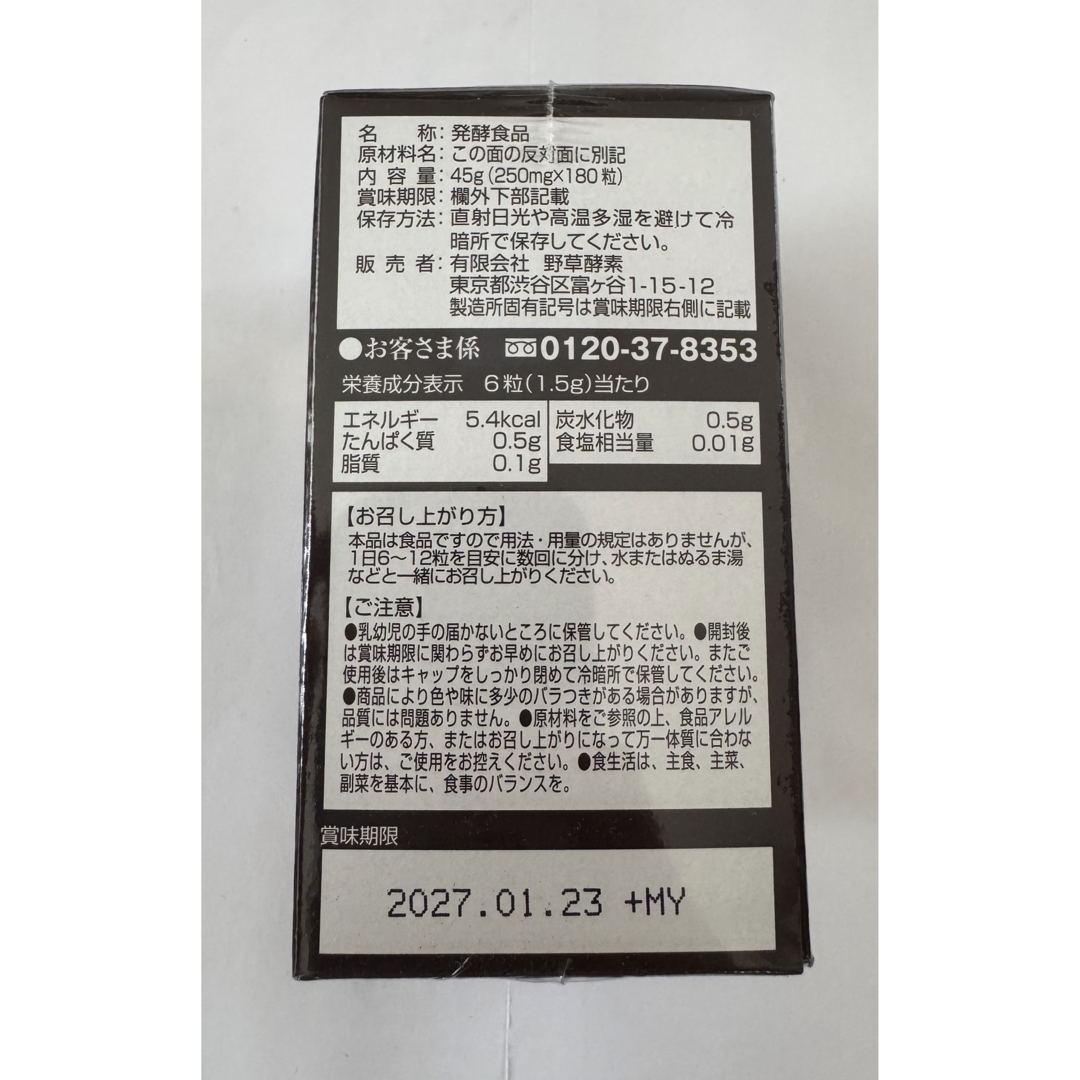 名　　称：発酵食品
原材料名：この面の反対面に別記
内容量：45g（250mg×180粒）
賞味期限：欄外下部記載
保存方法：直射日光や高温多湿を避けて冷
暗所で保存してください。
販売者：有限会社　野草酵素
東京都渋谷区富ヶ谷1-15-12
製造所固有記号は賞味期限右側に記載
●お客さま係　0120-37-8353
栄養成分表示　6粒（1.5g）当たり
エネルギー　5.4kcal
たんぱく質　0.5g
脂質　0.1g
炭水化物　0.5g
食塩相当量　0.01g
【お召し上がり方】
本品は食品ですので用法・用量の規定はありませんが、
1日6～12粒を目安に数回に分け、水またはぬるま湯
などと一緒にお召し上がりください。
【ご注意】
●乳幼児の手の届かないところに保管してください。●開封後
は賞味期限に関わらずお早めにお召し上がりください。またご
使用後はキャップをしっかり閉めて冷暗所で保管してください。
●商品により色や味に多少のバラつきがある場合がありますが、
品質には問題ありません。●原材料をご参照の上、食品アレル
ギーのある方、またはお召し上がりになって万一体質に合わな
い方は、ご使用をお控えください。●食生活は、主食、主菜、
副菜を基本に、食事のバランスを。
賞味期限
2027.01.23 +MY